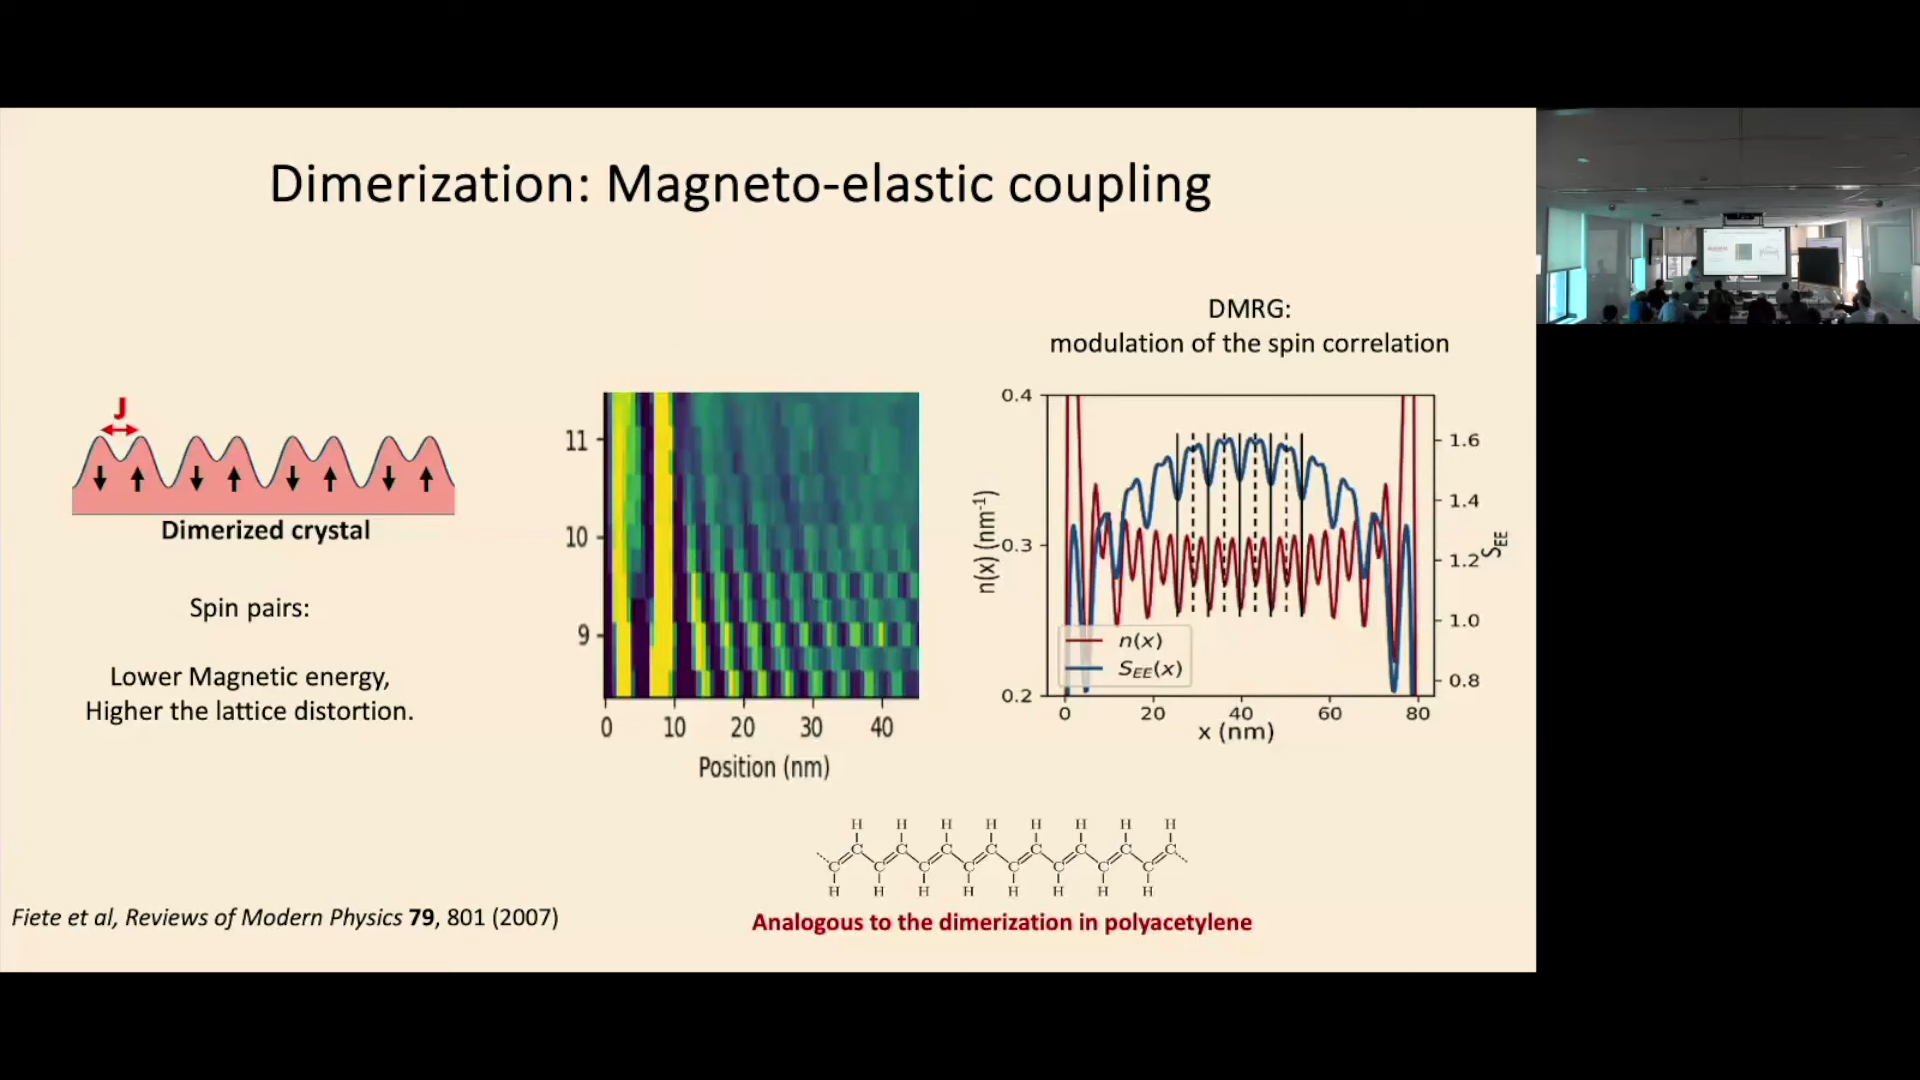 Dimerization: Magneto-elastic coupling
J
Dimerized crystal
Spin pairs:
Lower Magnetic energy,
Higher the lattice distortion.
11
10
9
0 10 20 30 40
Position (nm)
DMRG:
modulation of the spin correlation
0.4
0.3
0.2
n(x) (nm⁻¹)
1.6
1.4
1.2
1.0
0.8
S_EE
n(x)
S_EE(x)
0 20 40 60 80
x (nm)
H H H H H H H H
C C C C C C C C
C C C C C C C C
H H H H H H H H
Analogous to the dimerization in polyacetylene
Fiete et al, Reviews of Modern Physics 79, 801 (2007)